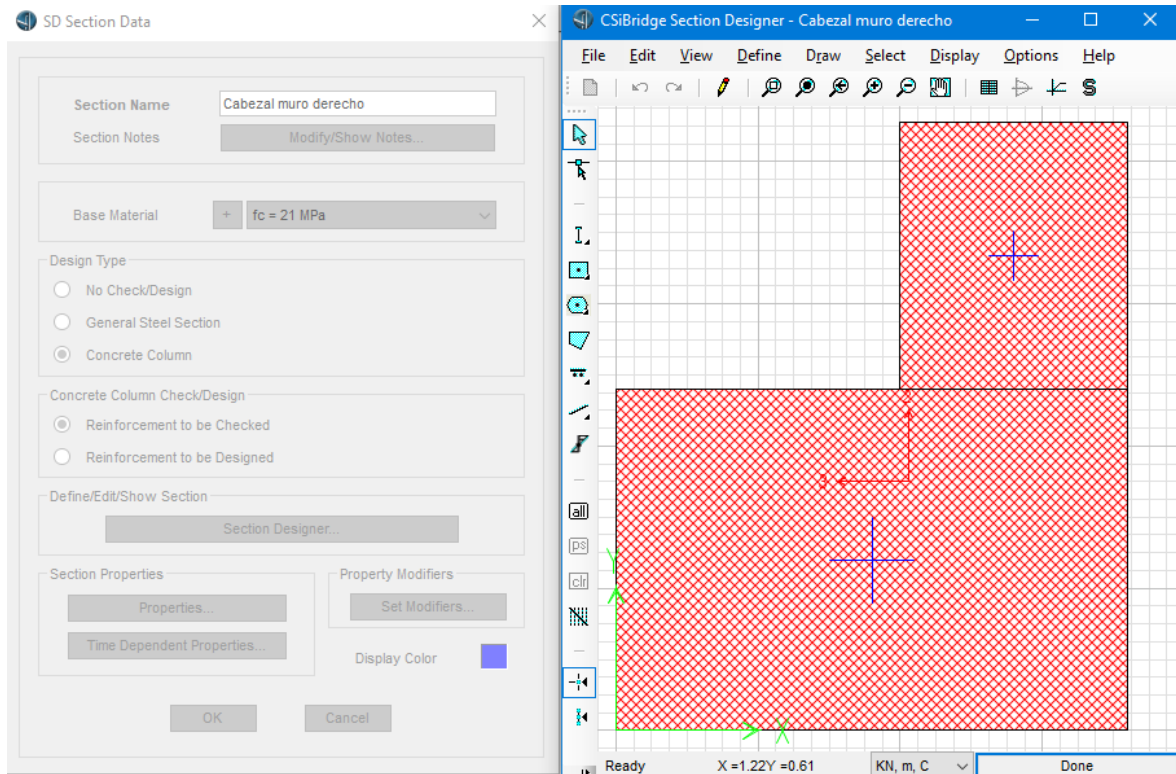 SD Section Data
Section Name
Cabezal muro derecho
Section Notes
Modify/Show Notes...
Base Material
+
fc = 21 MPa
Design Type
No Check/Design
General Steel Section
Concrete Column
Concrete Column Check/Design
Reinforcement to be Checked
Reinforcement to be Designed
Define/Edit/Show Section
Section Designer...
Section Properties
Properties...
Time Dependent Properties...
Property Modifiers
Set Modifiers...
Display Color
OK
Cancel
CSiBridge Section Designer - Cabezal muro derecho
File Edit View Define Draw Select Display Options Help
S
all
ps
clr
2
3
Y
X
Ready
X =1.22Y =0.61
KN, m, C
Done